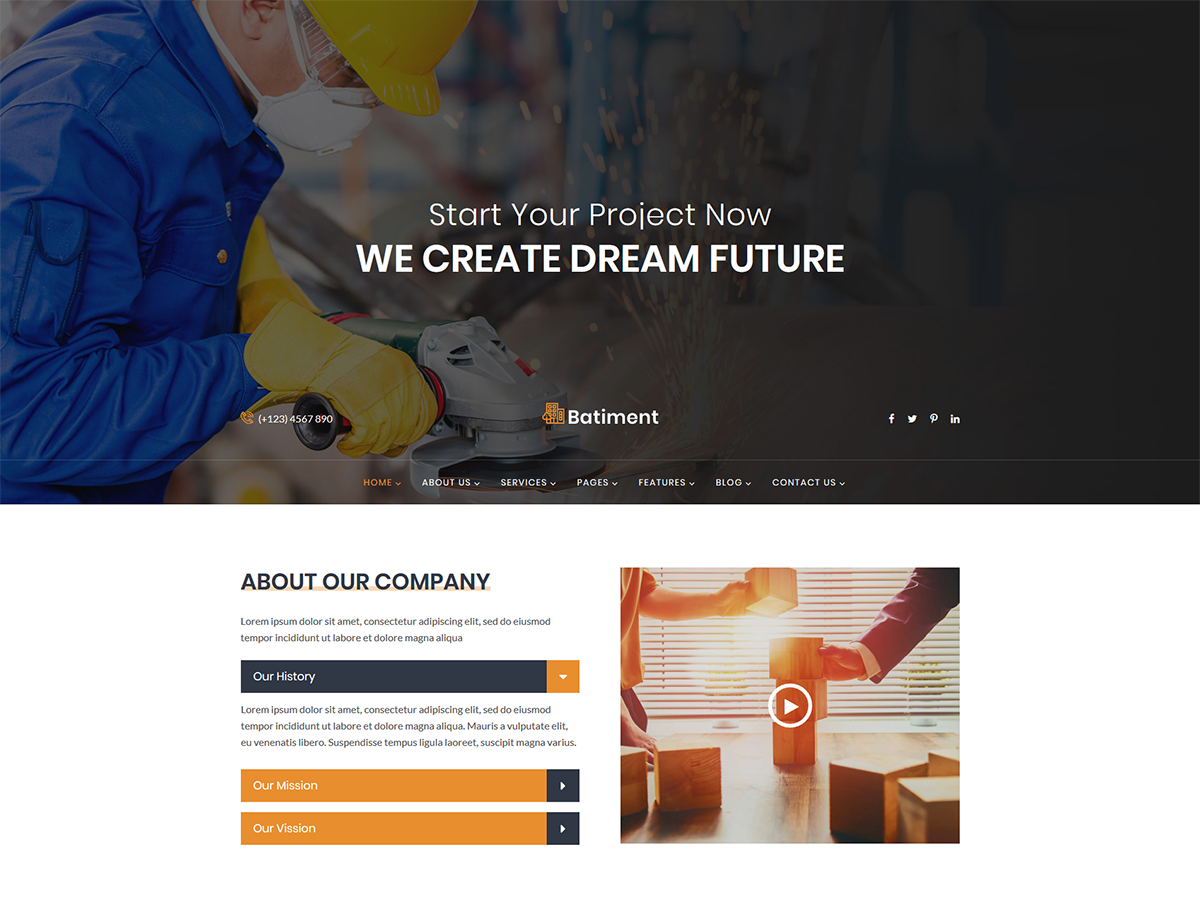 Start Your Project Now
WE CREATE DREAM FUTURE
(+123) 4567 890
Batiment
HOME
ABOUT US
SERVICES
PAGES
FEATURES
BLOG
CONTACT US
ABOUT OUR COMPANY
Lorem ipsum dolor sit amet, consectetur adipiscing elit, sed do eiusmod
tempor incididunt ut labore et dolore magna aliqua
Our History
Lorem ipsum dolor sit amet, consectetur adipiscing elit, sed do eiusmod
tempor incididunt ut labore et dolore magna aliqua. Mauris a vulputate elit,
eu venenatis libero. Suspendisse tempus ligula laoreet, suscipit magna varius.
Our Mission
Our Vission